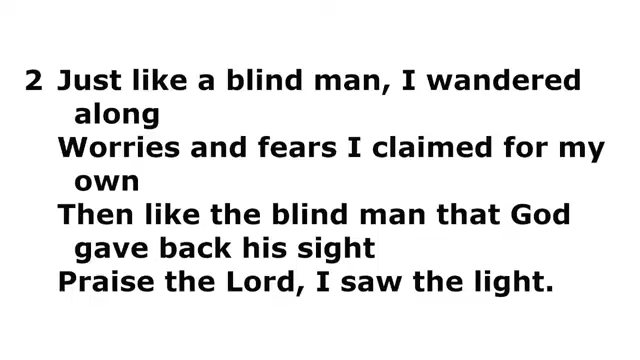 2 Just like a blind man, I wandered
along
Worries and fears I claimed for my
own
Then like the blind man that God
gave back his sight
Praise the Lord, I saw the light.